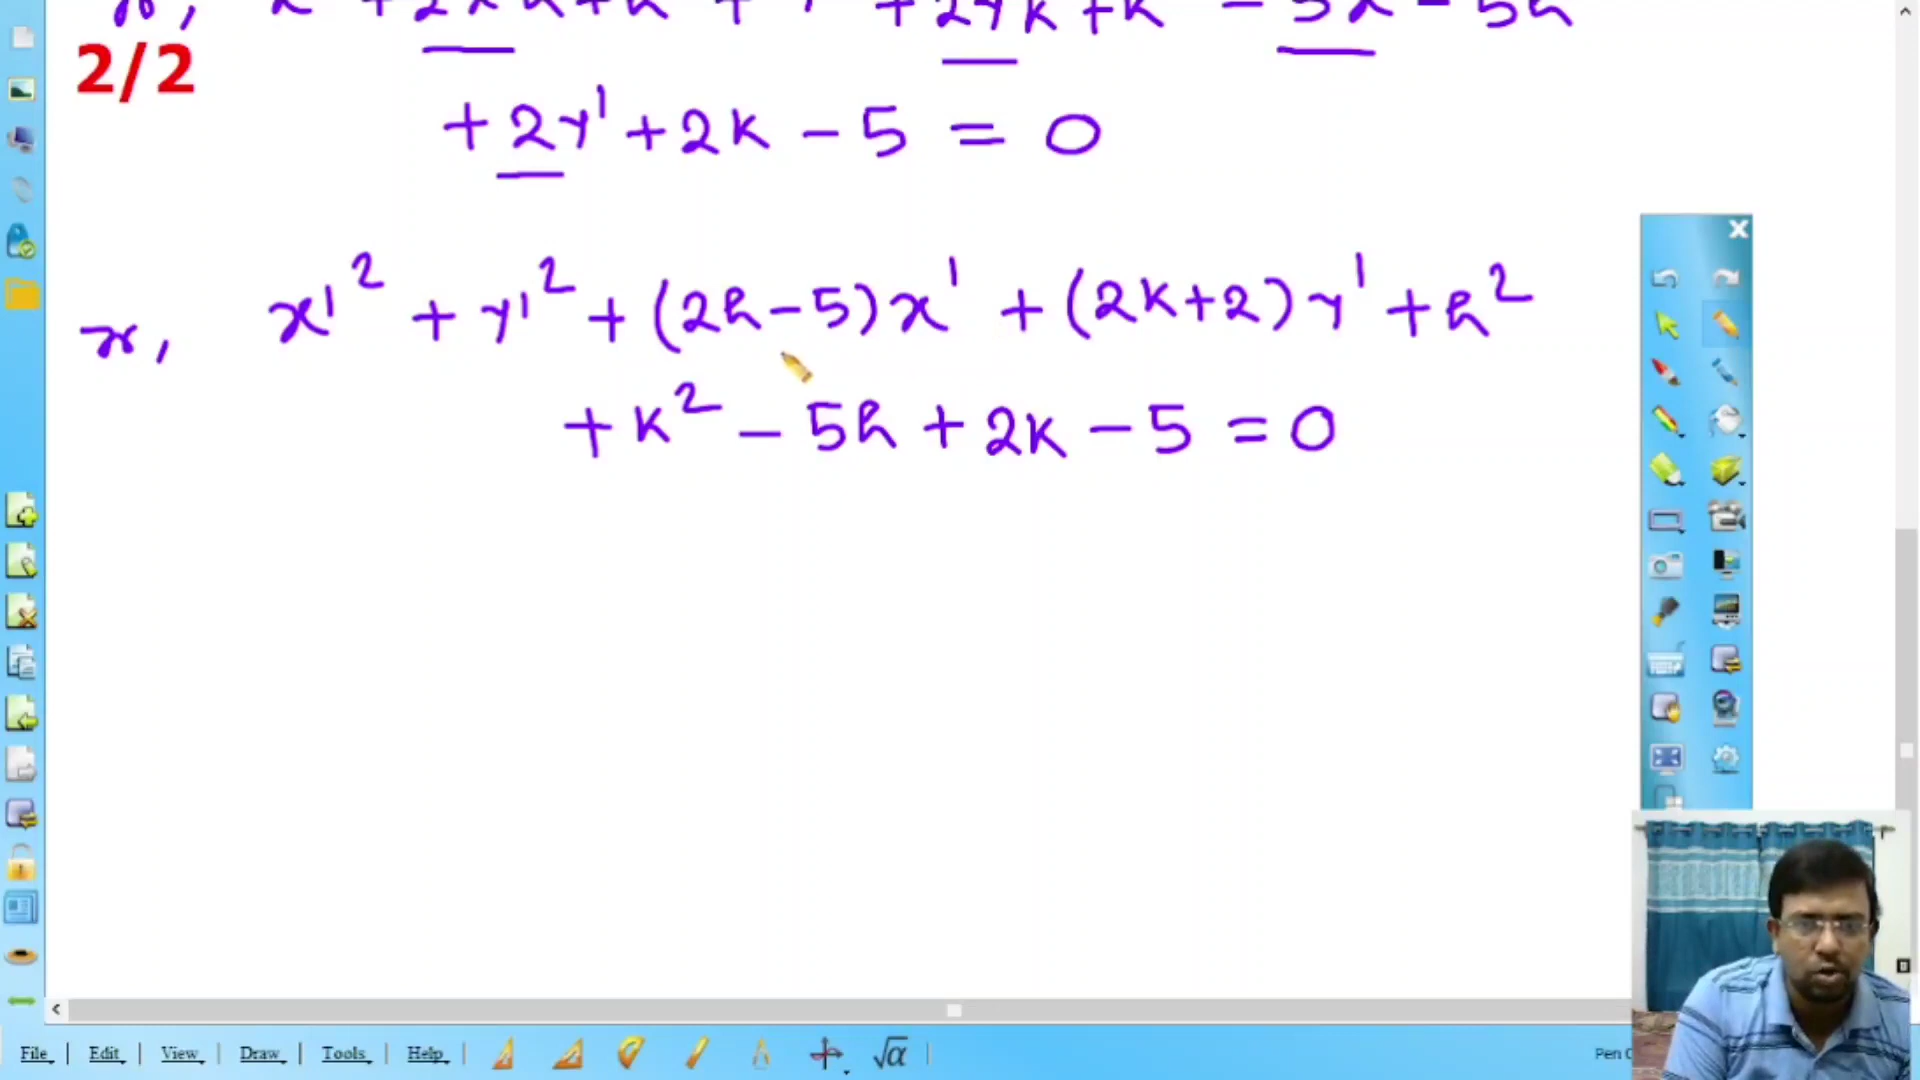 + 2y' + 2k - 5 = 0
2/2
x'² + y'² + (2h-5)x' + (2k+2)y' + h²
+ k² - 5h + 2k - 5 = 0
File
Edit
View
Draw
Tools
Help
√α